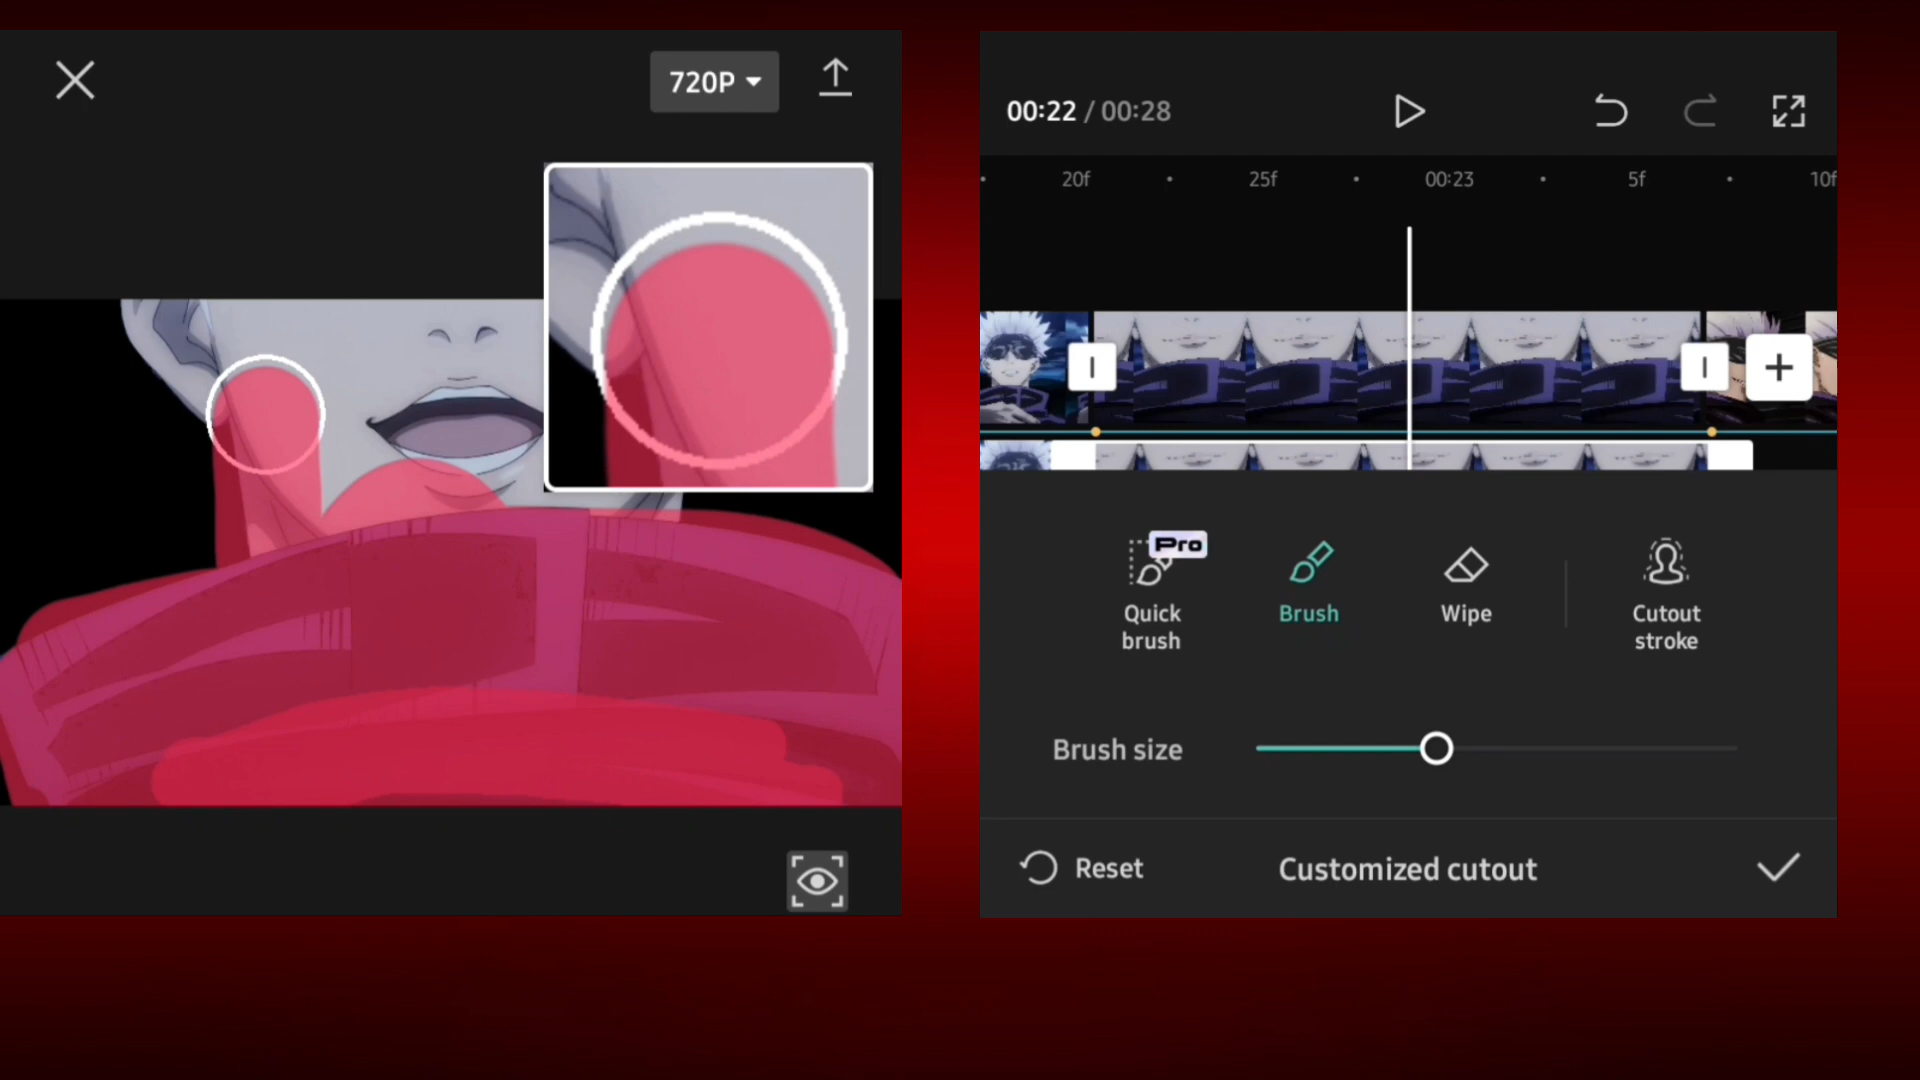 720P
00:22 / 00:28
20f 25f 00:23 5f 10f
Pro
Quick brush
Brush
Wipe
Cutout stroke
Brush size
Reset
Customized cutout